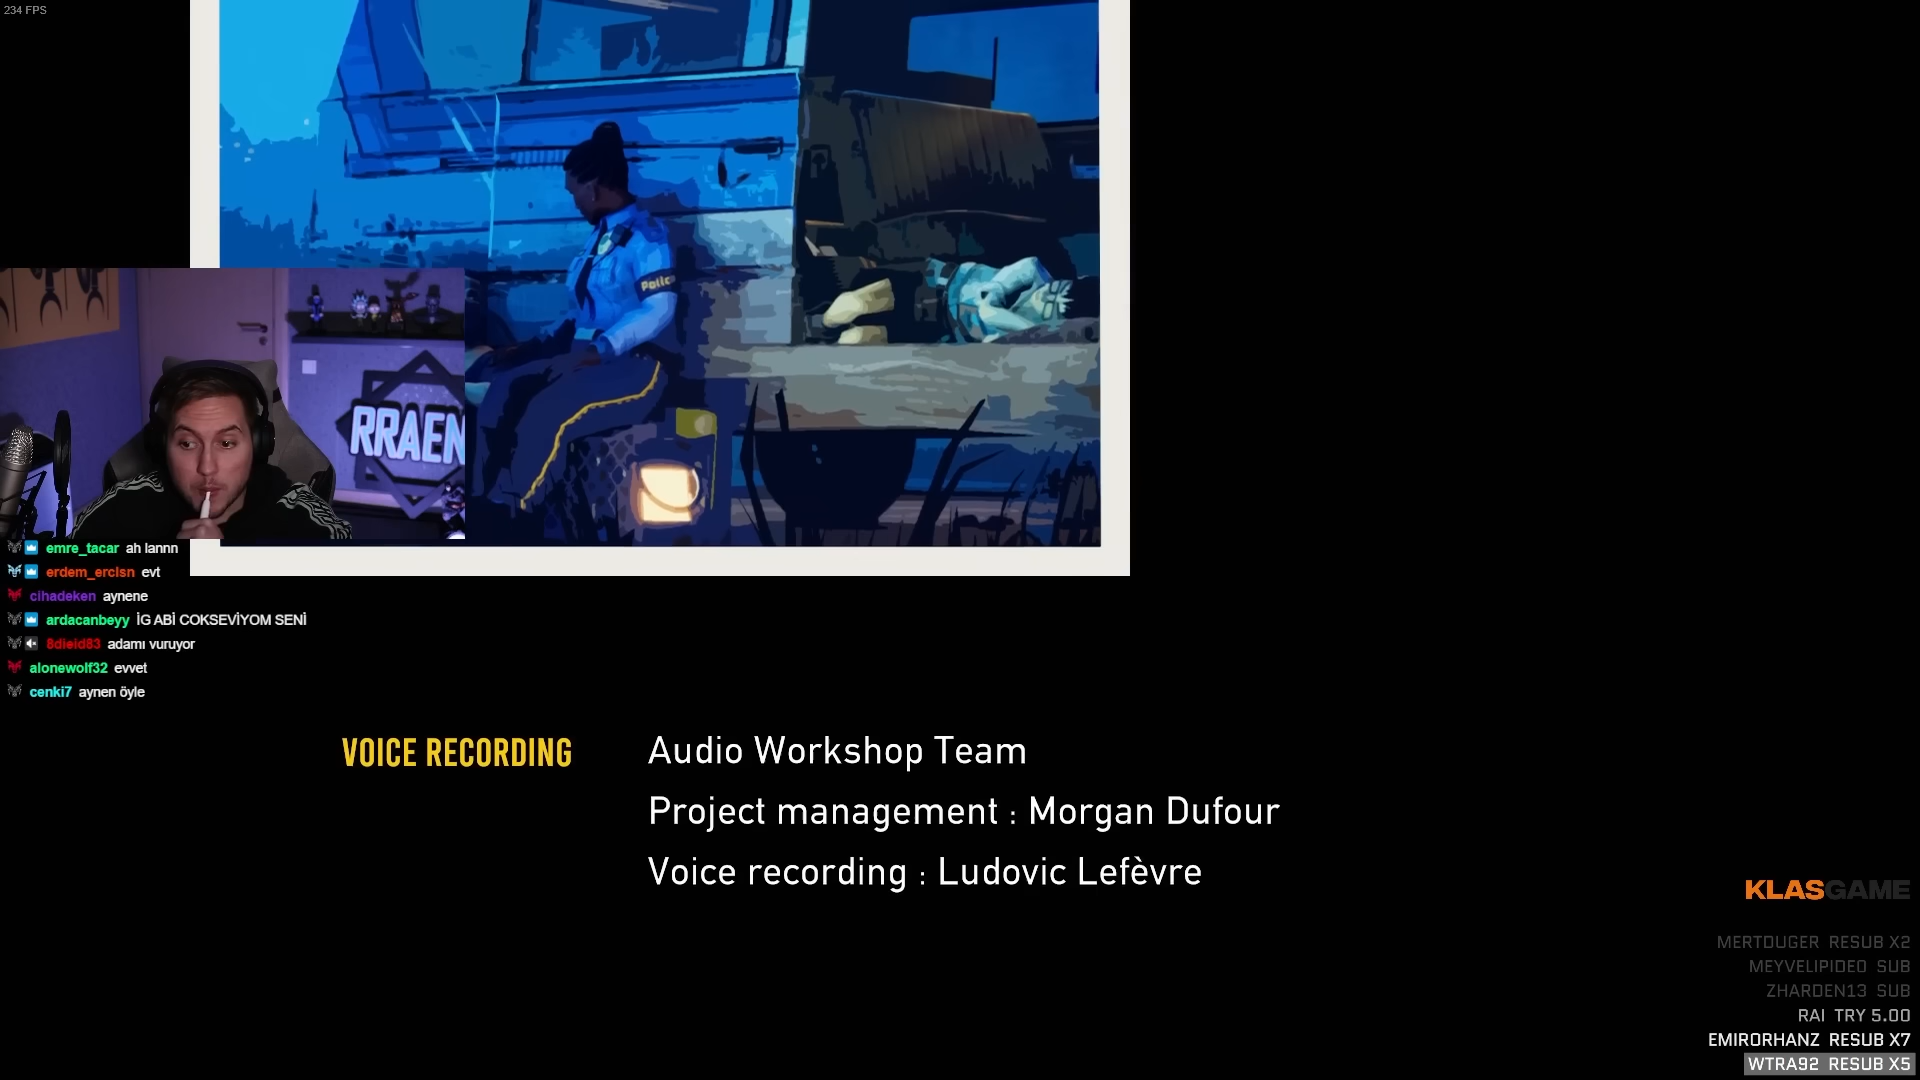 234 FPS
Police
RRAEN
emre_tacar ah lannn
erdem_erclsn evt
cihadeken aynene
ardacanbeyy İG ABİ COKSEVİYOM SENİ
8dieid83 adamı vuruyor
alonewolf32 evvet
cenki7 aynen öyle
VOICE RECORDING
Audio Workshop Team
Project management : Morgan Dufour
Voice recording : Ludovic Lefèvre
KLASGAME
MERTDUGER RESUB X2
MEYVELIPIDEO SUB
ZHARDEN13 SUB
RAI TRY 5.00
EMIRORHANZ RESUB X7
WTRA92 RESUB X5